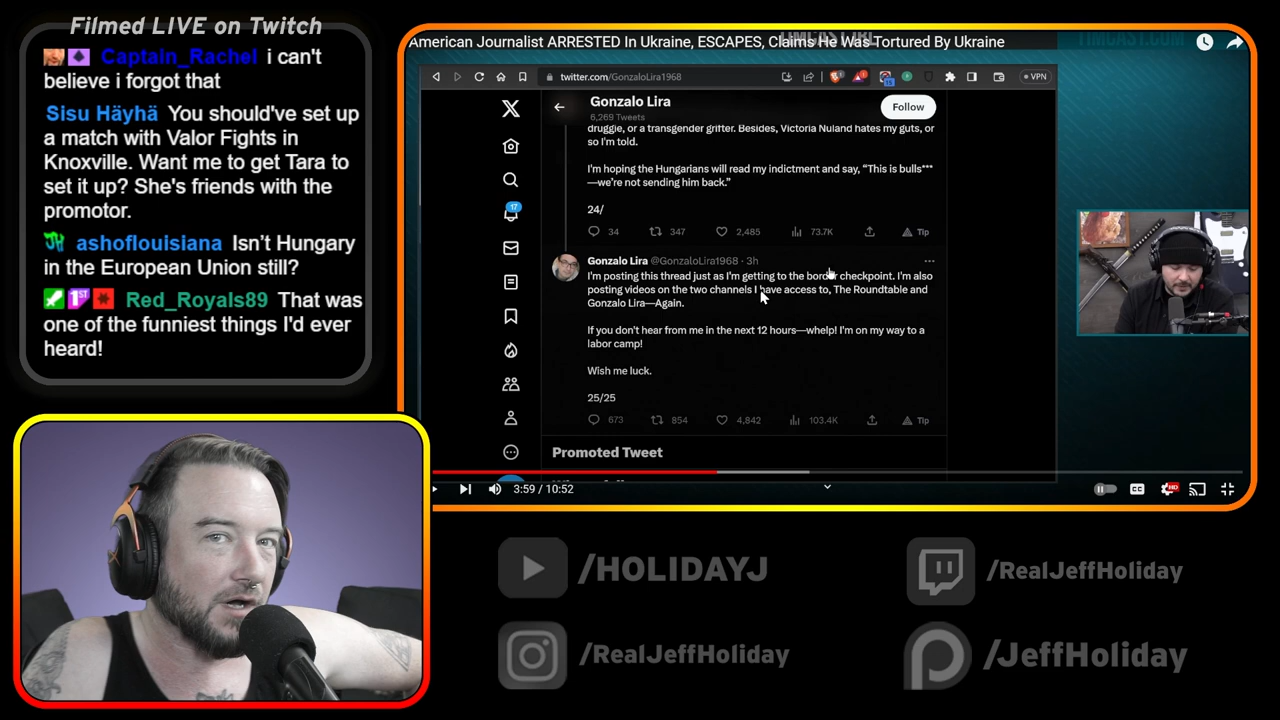 Filmed LIVE on Twitch
Captain_Rachel i can't
believe i forgot that
Sisu Häyhä You should've set up
a match with Valor Fights in
Knoxville. Want me to get Tara to
set it up? She's friends with the
promotor.
ashoflouisiana Isn't Hungary
in the European Union still?
1ST Red_Royals89 That was
one of the funniest things I'd ever
heard!
American Journalist ARRESTED In Ukraine, ESCAPES, Claims He Was Tortured By Ukraine
twitter.com/GonzaloLira1968
VPN
Gonzalo Lira
6,269 Tweets
Follow
druggie, or a transgender grifter. Besides, Victoria Nuland hates my guts, or
so I'm told.
I'm hoping the Hungarians will read my indictment and say, “This is bulls***
—we're not sending him back.”
24/
34 347 2,485 73.7K Tip
17
Gonzalo Lira @GonzaloLira1968 · 3h
I'm posting this thread just as I'm getting to the border checkpoint. I'm also
posting videos on the two channels I have access to, The Roundtable and
Gonzalo Lira—Again.
If you don't hear from me in the next 12 hours—whelp! I'm on my way to a
labor camp!
Wish me luck.
25/25
673 854 4,842 103.4K Tip
Promoted Tweet
3:59 / 10:52
CC
HD
/HOLIDAYJ
/RealJeffHoliday
/RealJeffHoliday
/JeffHoliday